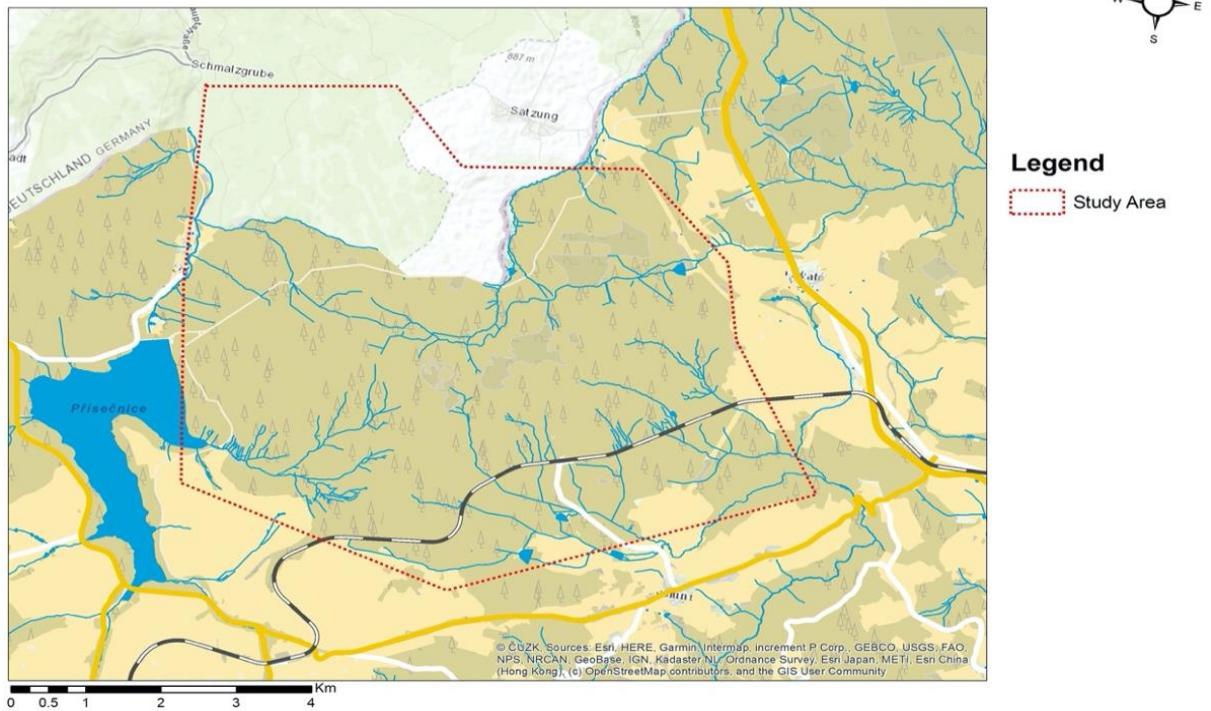 E
S
Schmalzgrube
887 m
Satzung
DEUTSCHLAND GERMANY
Přísečnice
Legend
Study Area
© ČÚZK, Sources: Esri, HERE, Garmin, Intermap, increment P Corp., GEBCO, USGS, FAO,
NPS, NRCAN, GeoBase, IGN, Kadaster NL, Ordnance Survey, Esri Japan, METI, Esri China
(Hong Kong), (c) OpenStreetMap contributors, and the GIS User Community
Km
0 0.5 1 2 3 4